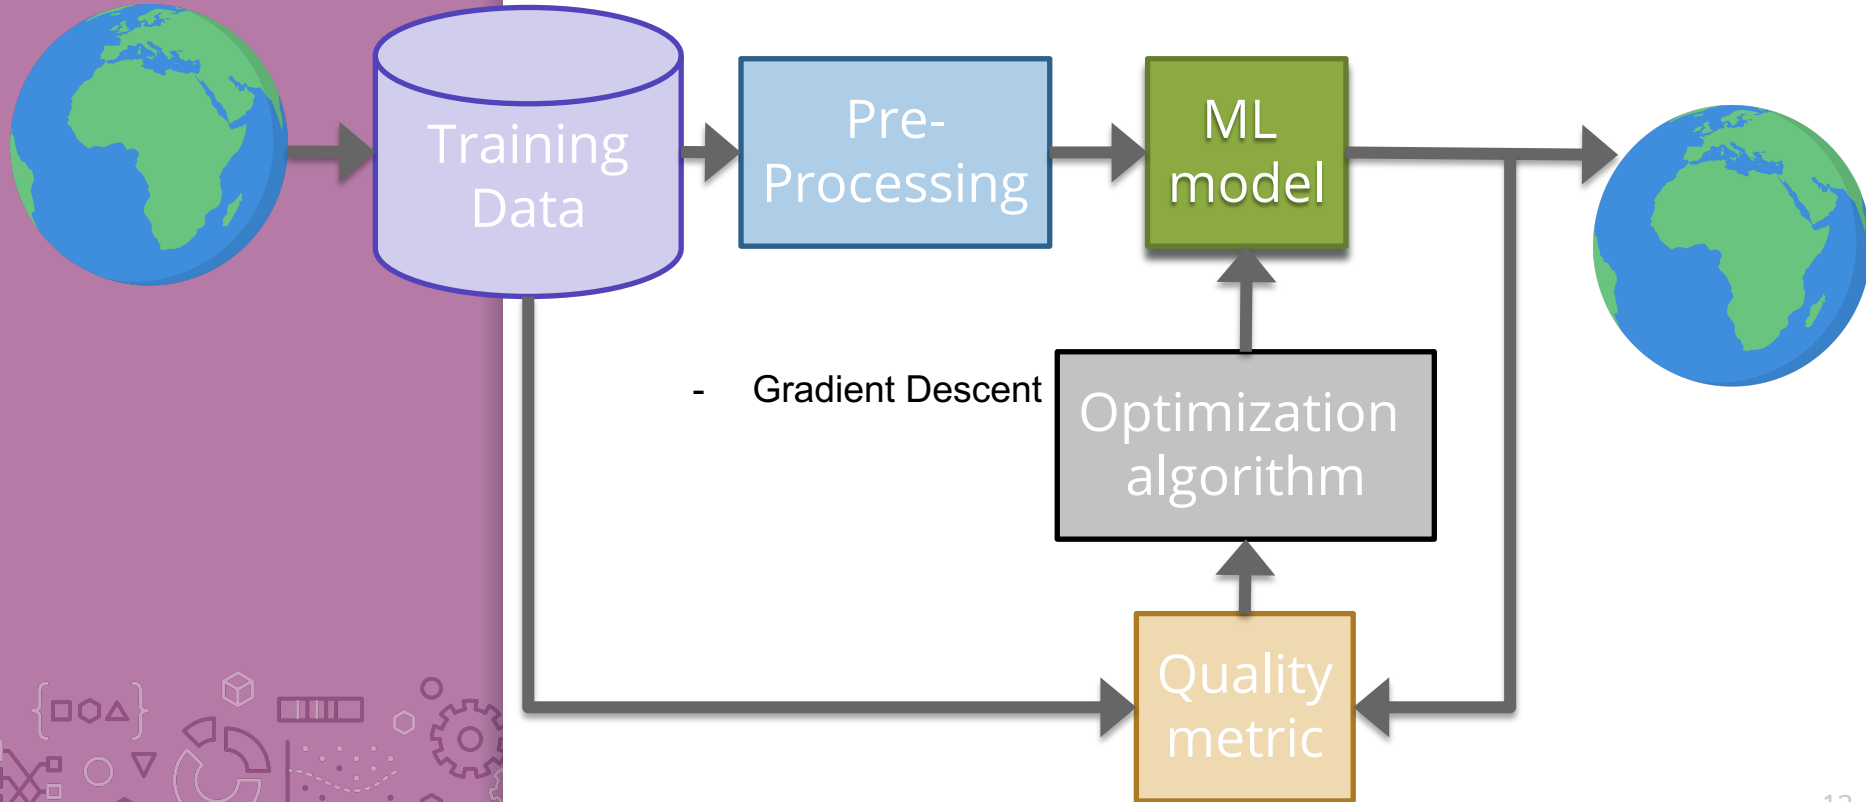 Training
Data
Pre-
Processing
ML
model
- Gradient Descent
Optimization
algorithm
Quality
metric